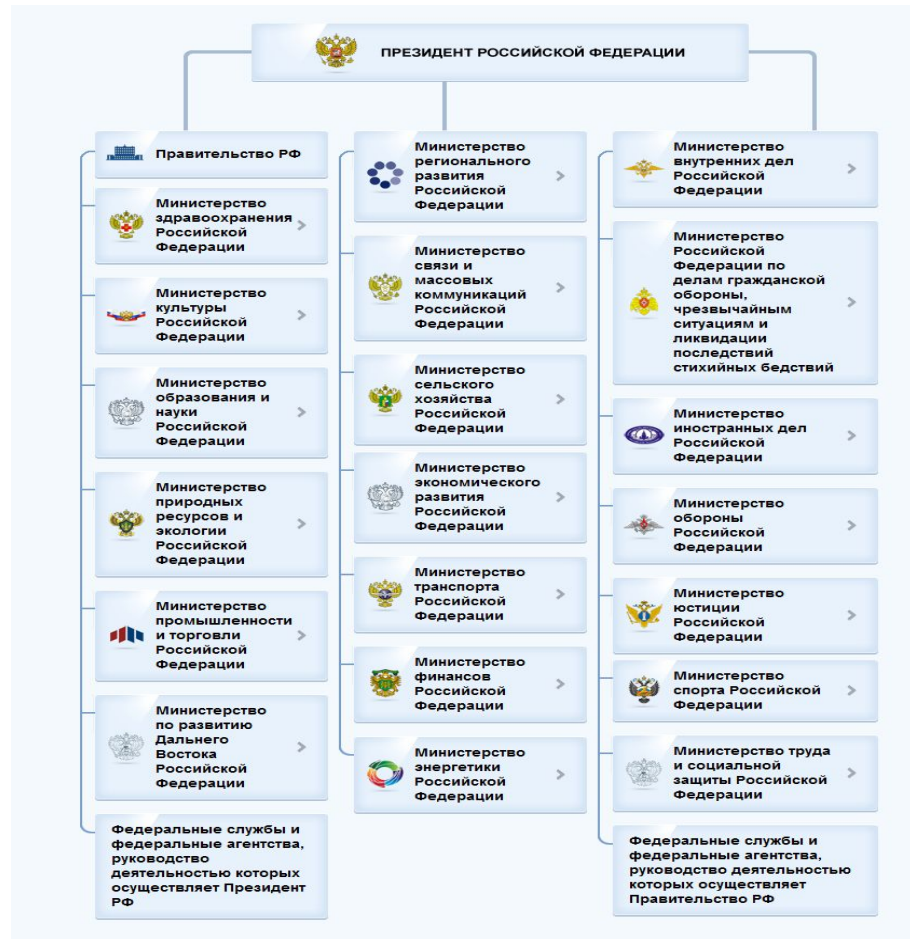 ПРЕЗИДЕНТ РОССИЙСКОЙ ФЕДЕРАЦИИ
Правительство РФ
Министерство
здравоохранения
Российской
Федерации
Министерство
культуры
Российской
Федерации
Министерство
образования и
науки
Российской
Федерации
Министерство
природных
ресурсов и
экологии
Российской
Федерации
Министерство
промышленности
и торговли
Российской
Федерации
Министерство
по развитию
Дальнего
Востока
Российской
Федерации
Федеральные службы и
федеральные агентства,
руководство
деятельностью которых
осуществляет Президент
РФ
Министерство
регионального
развития
Российской
Федерации
Министерство
связи и
массовых
коммуникаций
Российской
Федерации
Министерство
сельского
хозяйства
Российской
Федерации
Министерство
экономического
развития
Российской
Федерации
Министерство
транспорта
Российской
Федерации
Министерство
финансов
Российской
Федерации
Министерство
энергетики
Российской
Федерации
Министерство
внутренних дел
Российской
Федерации
Министерство
Российской
Федерации по
делам гражданской
обороны,
чрезвычайным
ситуациям и
ликвидации
последствий
стихийных бедствий
Министерство
иностранных дел
Российской
Федерации
Министерство
обороны
Российской
Федерации
Министерство
юстиции
Российской
Федерации
Министерство
спорта Российской
Федерации
Министерство труда
и социальной
защиты Российской
Федерации
Федеральные службы и
федеральные агентства,
руководство деятельностью
которых осуществляет
Правительство РФ